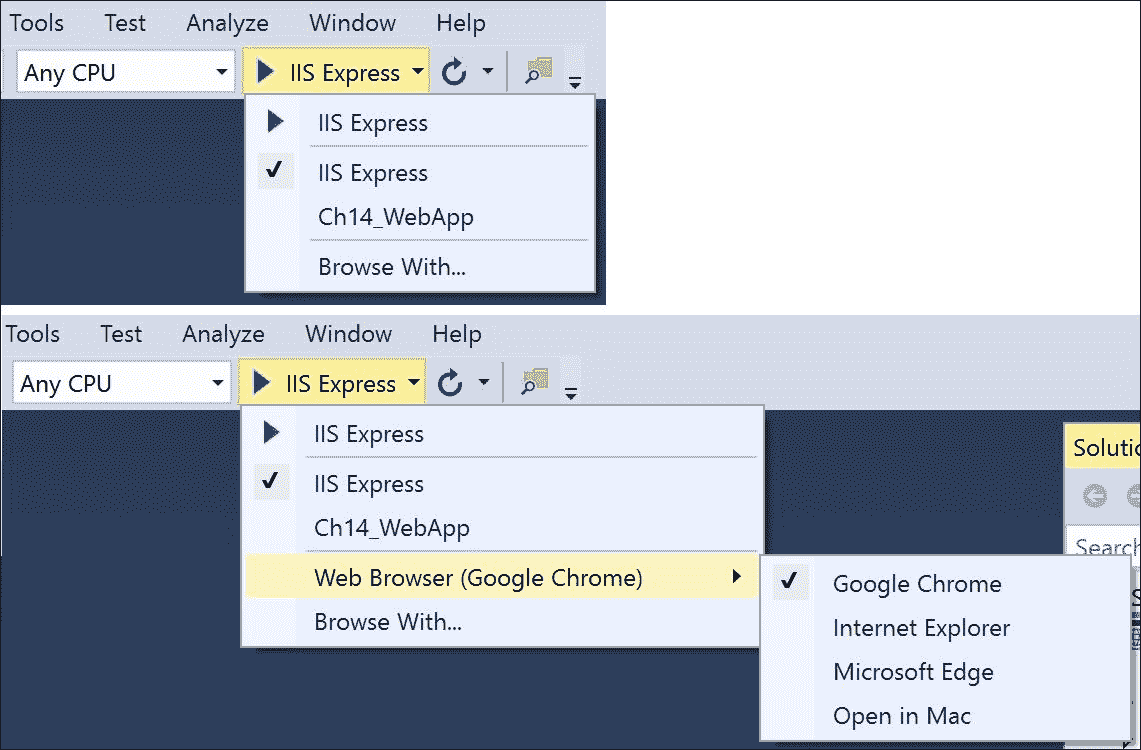 Tools Test Analyze Window Help
Any CPU IIS Express
IIS Express
IIS Express
Ch14_WebApp
Browse With...
Tools Test Analyze Window Help
Any CPU IIS Express
IIS Express
IIS Express
Ch14_WebApp
Web Browser (Google Chrome)
Browse With...
Google Chrome
Internet Explorer
Microsoft Edge
Open in Mac